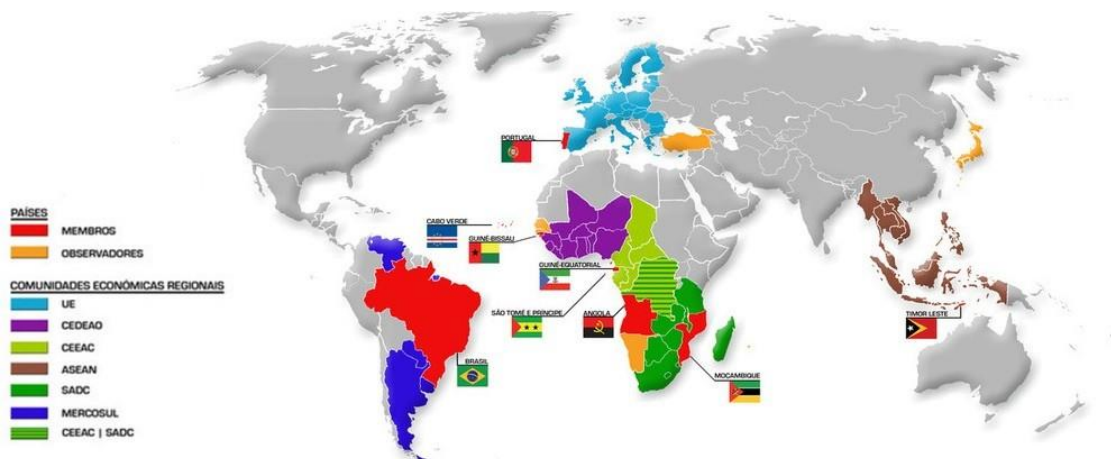 PORTUGAL
PAÍSES
MEMBROS
OBSERVADORES
COMUNIDADES ECONÓMICAS REGIONAIS
UE
CEDEAO
CEEAC
ASEAN
SADC
MERCOSUL
CEEAC | SADC
CABO VERDE
GUINÉ-BISSAU
GUINÉ-EQUATORIAL
SÃO TOMÉ E PRÍNCIPE
ANGOLA
BRASIL
MOÇAMBIQUE
TIMOR LESTE